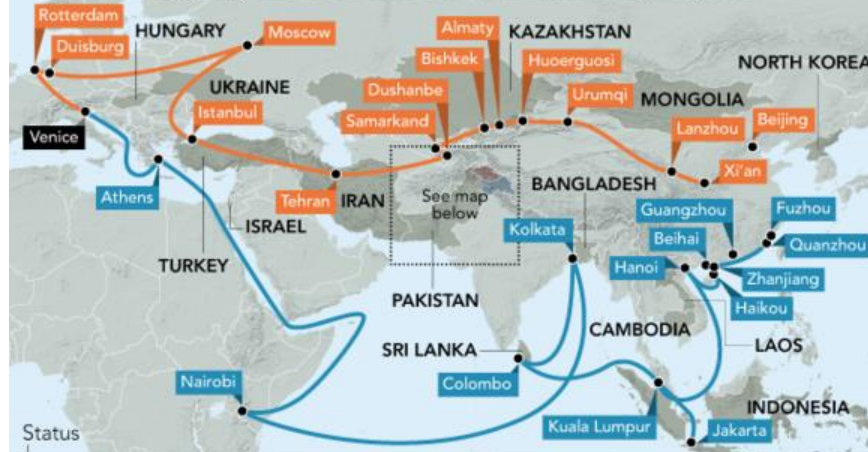 Rotterdam
Duisburg
HUNGARY
Moscow
Almaty
KAZAKHSTAN
Bishkek
Huoerguosi
NORTH KOREA
UKRAINE
Dushanbe
Urumqi
MONGOLIA
Istanbul
Samarkand
Lanzhou
Beijing
Venice
Xi'an
Athens
Tehran
IRAN
See map
below
BANGLADESH
ISRAEL
Guangzhou
Fuzhou
Kolkata
Beihai
Quanzhou
TURKEY
Hanoi
Zhanjiang
PAKISTAN
Haikou
CAMBODIA
LAOS
SRI LANKA
Nairobi
Colombo
INDONESIA
Kuala Lumpur
Jakarta
Status